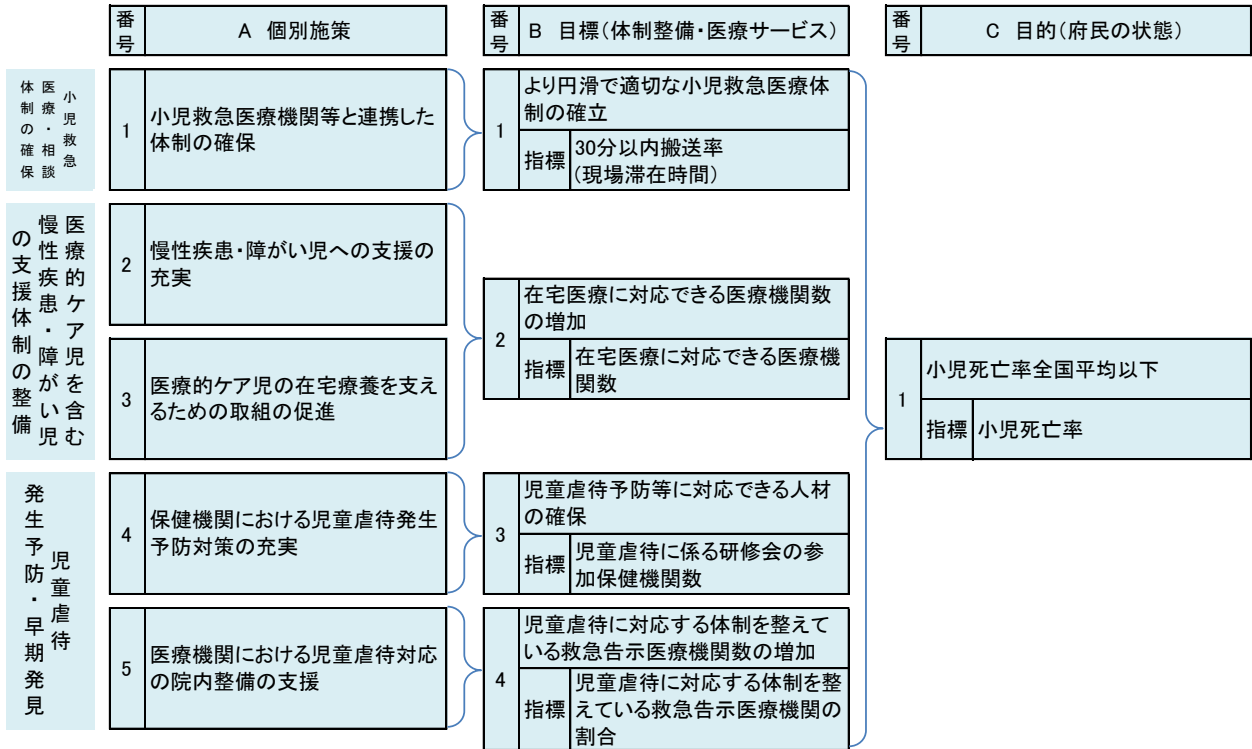 番号
A 個別施策
番号
B 目標(体制整備・医療サービス)
番号
C 目的(府民の状態)
小児救急
医療・相談
体制の確保
1
小児救急医療機関等と連携した
体制の確保
1
より円滑で適切な小児救急医療体
制の確立
指標
30分以内搬送率
(現場滞在時間)
医療的ケア児を含む
慢性疾患・障がい児
の支援体制の整備
2
慢性疾患・障がい児への支援の
充実
3
医療的ケア児の在宅療養を支え
るための取組の促進
2
在宅医療に対応できる医療機関数
の増加
指標
在宅医療に対応できる医療機
関数
児童虐待
発生予防・早期発見
4
保健機関における児童虐待発生
予防対策の充実
3
児童虐待予防等に対応できる人材
の確保
指標
児童虐待に係る研修会の参
加保健機関数
5
医療機関における児童虐待対応
の院内整備の支援
4
児童虐待に対応する体制を整えて
いる救急告示医療機関数の増加
指標
児童虐待に対応する体制を整
えている救急告示医療機関の
割合
1
小児死亡率全国平均以下
指標
小児死亡率